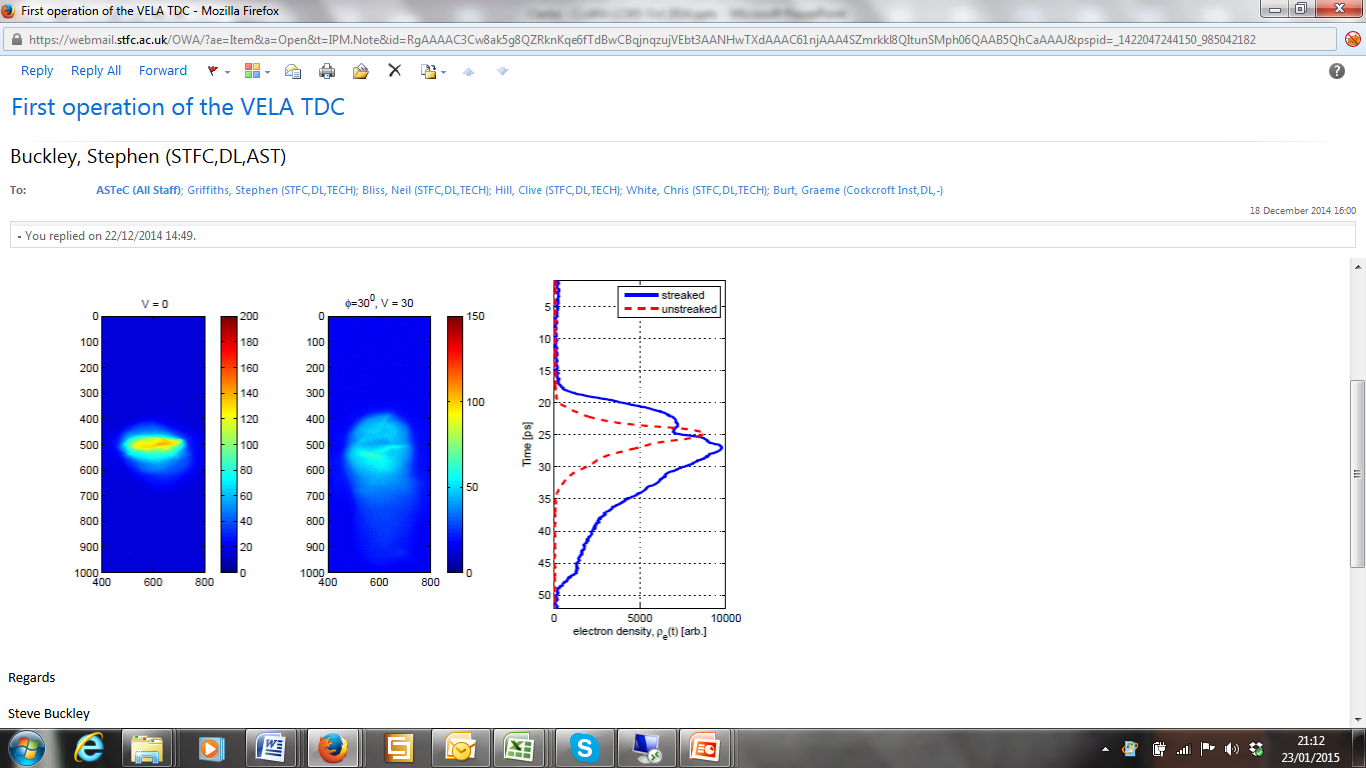 First operation of the VELA TDC - Mozilla Firefox
https://webmail.stfc.ac.uk/OWA/?ae=Item&a=Open&t=IPM.Note&id=RgAAAAC3Cw8ak5g8QZRknKqe6fTdBwCBqjnqzujVEbt3AANHwTXdAAAC61njAAA4SZmrkkl8QItunSMph06QAAB5QhCaAAAJ&pspid=_1422047244150_985042182
Reply Reply All Forward
First operation of the VELA TDC
Buckley, Stephen (STFC,DL,AST)
To: ASTeC (All Staff); Griffiths, Stephen (STFC,DL,TECH); Bliss, Neil (STFC,DL,TECH); Hill, Clive (STFC,DL,TECH); White, Chris (STFC,DL,TECH); Burt, Graeme (Cockcroft Inst,DL,-)
18 December 2014 16:00
- You replied on 22/12/2014 14:49.
V = 0
0
100
200
300
400
500
600
700
800
900
1000
400 600 800
200
180
160
140
120
100
80
60
40
20
0
ϕ=30⁰, V = 30
0
100
200
300
400
500
600
700
800
900
1000
400 600 800
150
100
50
0
streaked
unstreaked
Time [ps]
5
10
15
20
25
30
35
40
45
50
0 5000 10000
electron density, ρe(t) [arb.]
Regards
Steve Buckley
21:12
23/01/2015